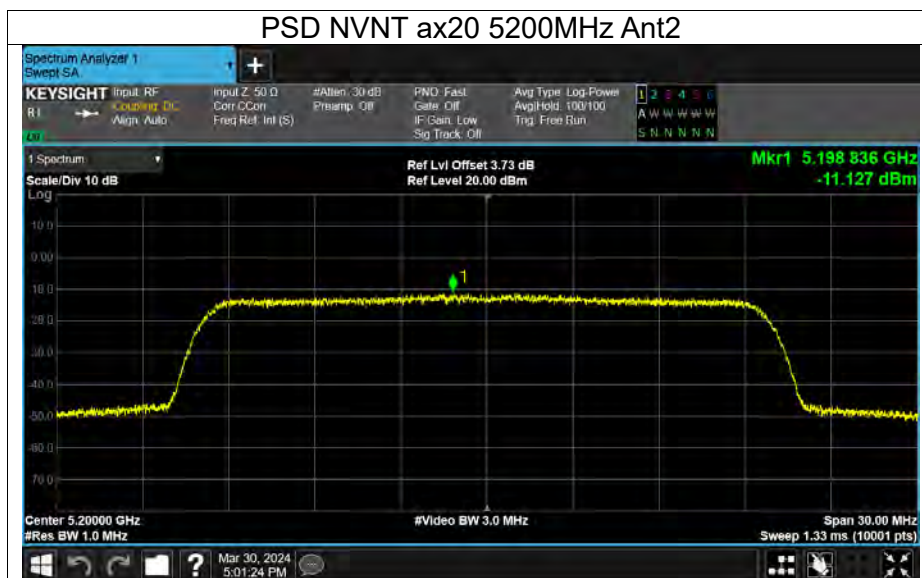 PSD NVNT ax20 5200MHz Ant2
Spectrum Analyzer 1
Swept SA
+
KEYSIGHT Input: RF Input Z: 50 Ω #Atten: 30 dB PNO: Fast Avg Type: Log-Power 1 2 3 4 5 6
R L Coupling: DC Corr CCorr Preamp: Off Gate: Off Avg|Hold: 100/100 A W W W W W
Align: Auto Freq Ref: Int (S) IF Gain: Low Trig: Free Run S N N N N N
Sig Track: Off
1 Spectrum Ref Lvl Offset 3.73 dB Mkr1 5.198 836 GHz
Scale/Div 10 dB Ref Level 20.00 dBm -11.127 dBm
Log
10.0
0.00
1
-10.0
-20.0
-30.0
-40.0
-50.0
-60.0
-70.0
Center 5.20000 GHz #Video BW 3.0 MHz Span 30.00 MHz
#Res BW 1.0 MHz Sweep 1.33 ms (10001 pts)
? Mar 30, 2024
5:01:24 PM